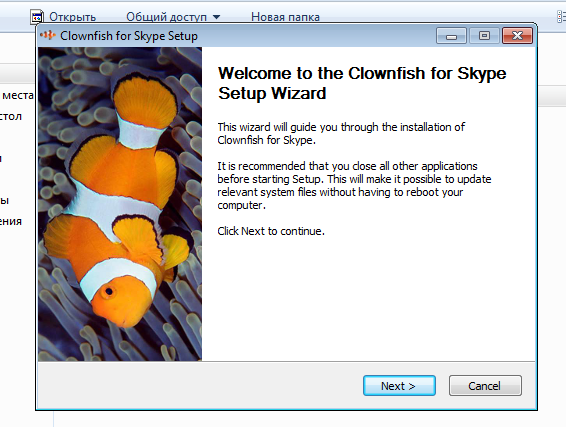 Открыть Общий доступ Новая папка
Clownfish for Skype Setup
места
стол
Welcome to the Clownfish for Skype
Setup Wizard
This wizard will guide you through the installation of
Clownfish for Skype.
It is recommended that you close all other applications
before starting Setup. This will make it possible to update
relevant system files without having to reboot your
computer.
Click Next to continue.
Next >
Cancel